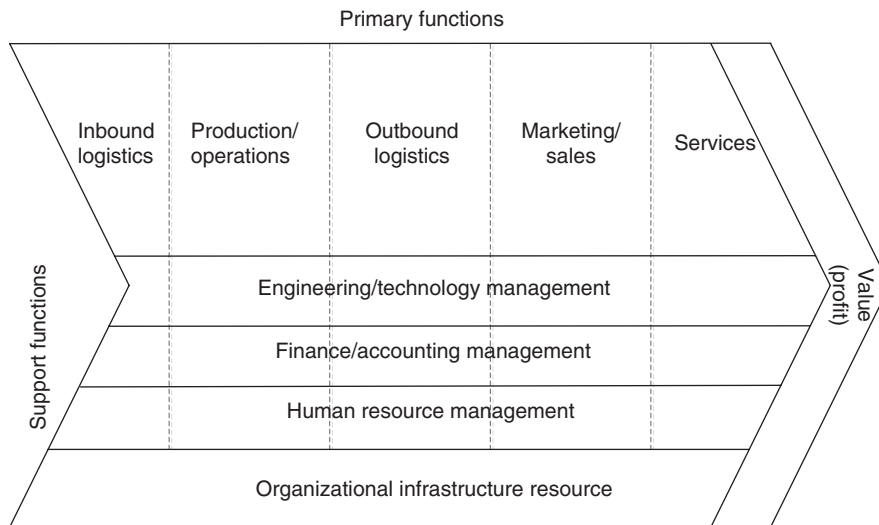 Primary functions
Inbound
logistics
Production/
operations
Outbound
logistics
Marketing/
sales
Services
Support functions
Engineering/technology management
Finance/accounting management
Human resource management
Organizational infrastructure resource
Value
(profit)